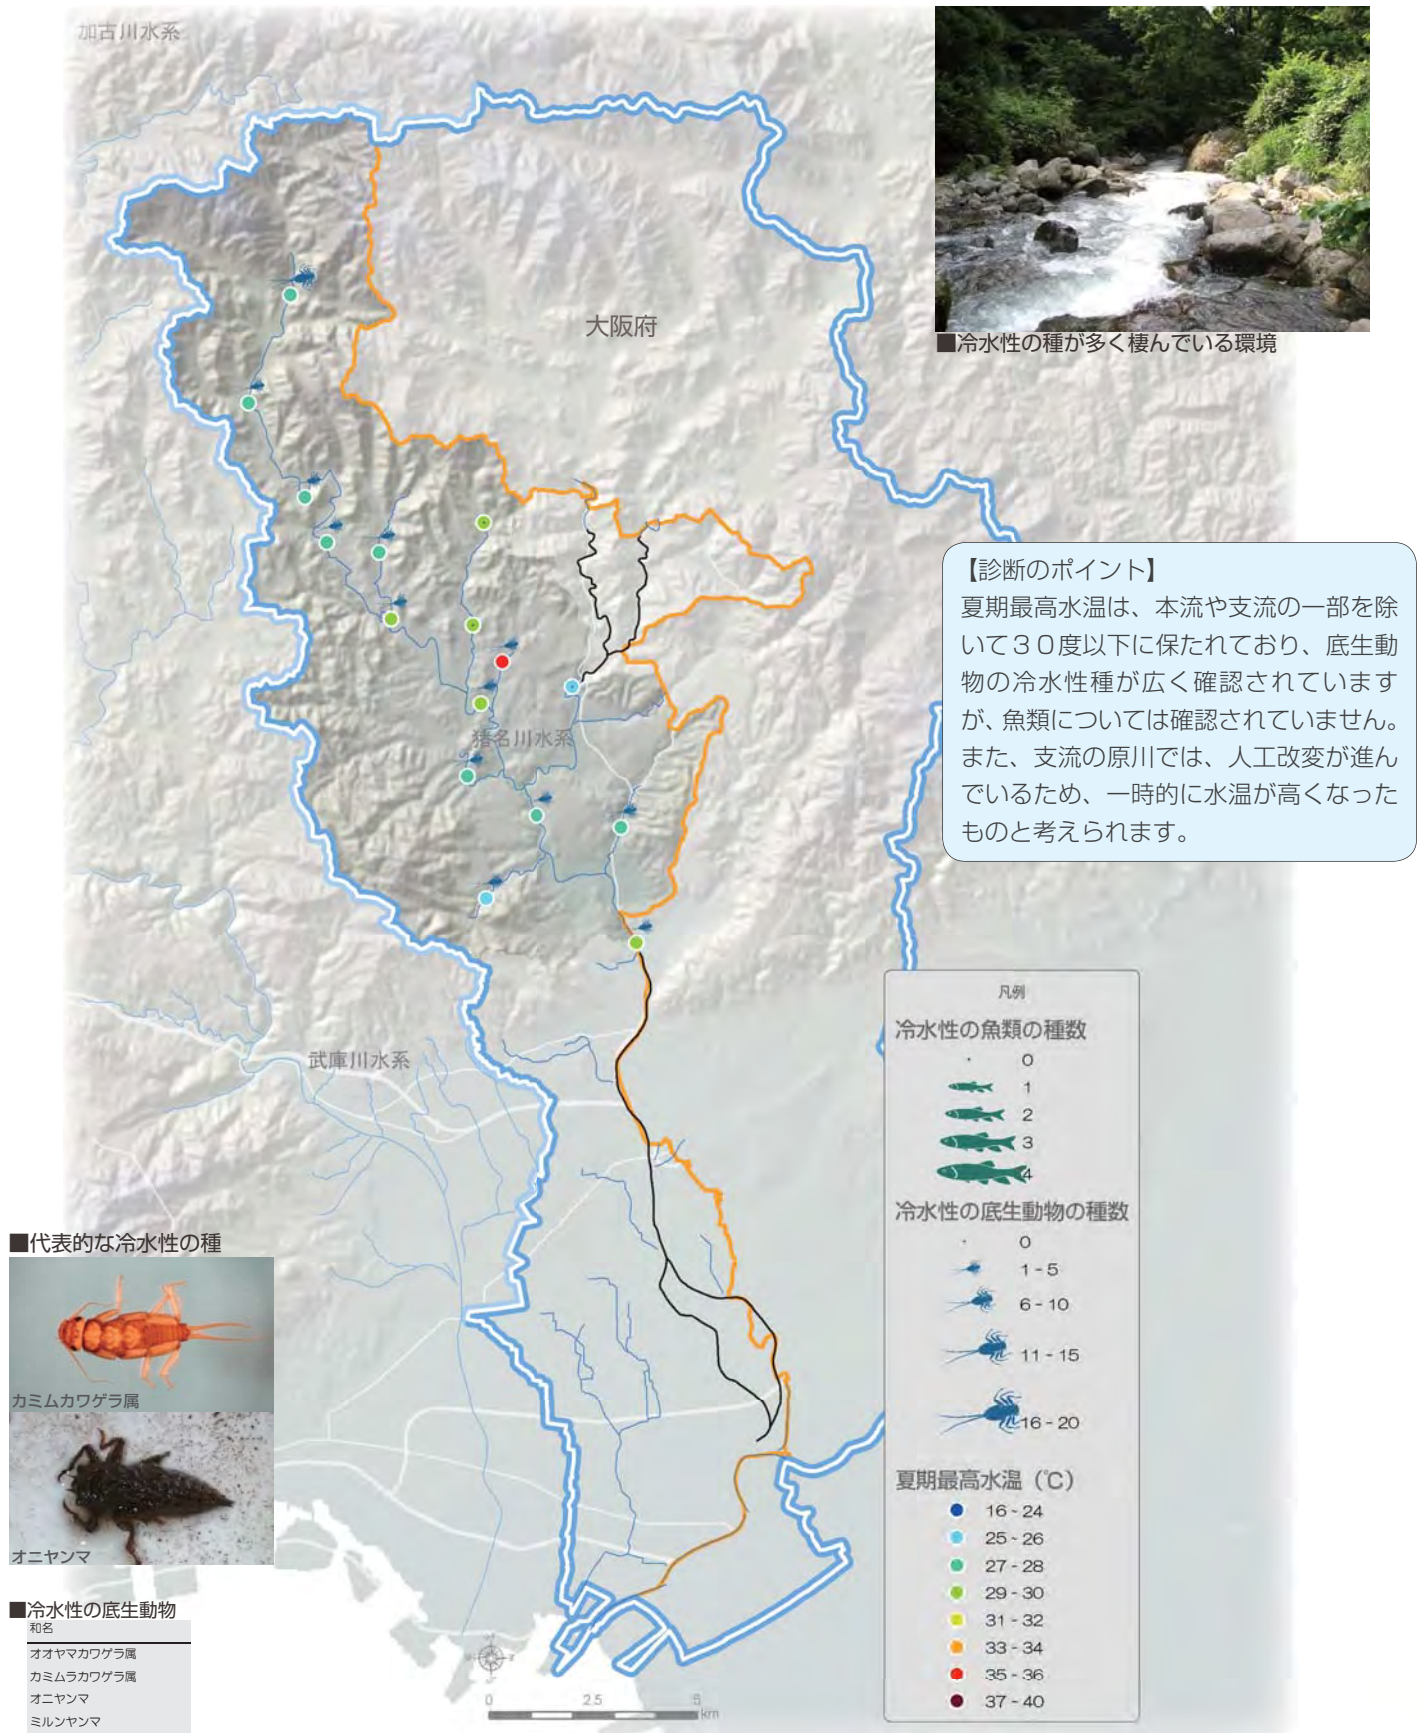 加古川水系
■冷水性の種が多く棲んでいる環境
大阪府
【診断のポイント】
夏期最高水温は、本流や支流の一部を除
いて３０度以下に保たれており、底生動
物の冷水性種が広く確認されています
が、魚類については確認されていません。
また、支流の原川では、人工改変が進ん
でいるため、一時的に水温が高くなった
ものと考えられます。
猪名川水系
武庫川水系
凡例
冷水性の魚類の種数
0
1
2
3
4
冷水性の底生動物の種数
0
1 - 5
6 - 10
11 - 15
16 - 20
夏期最高水温（℃）
16 - 24
25 - 26
27 - 28
29 - 30
31 - 32
33 - 34
35 - 36
37 - 40
■代表的な冷水性の種
カミムカワゲラ属
オニヤンマ
■冷水性の底生動物
和名
オオヤマカワゲラ属
カミムラカワゲラ属
オニヤンマ
ミルンヤンマ
0 2.5 5
km